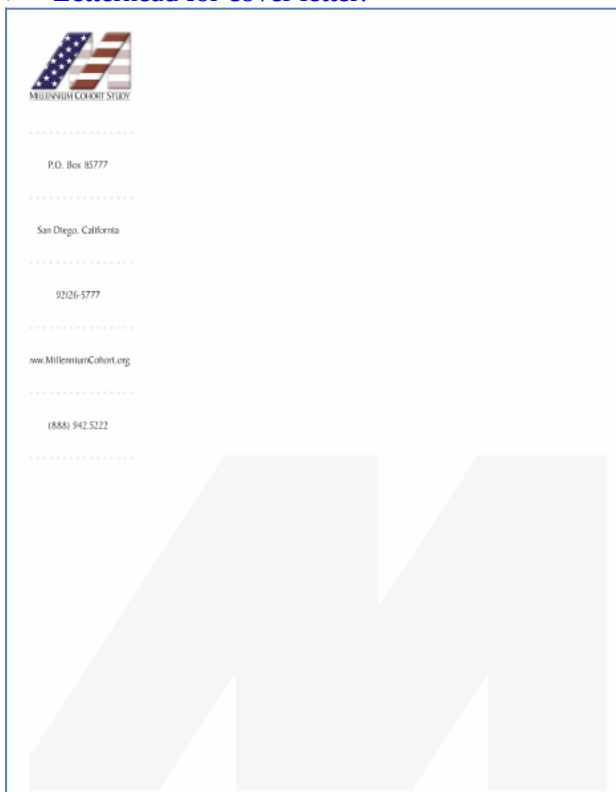 Letterhead for cover letter:
MILLENNIUM COHORT STUDY
P.O. Box 85777
San Diego, California
92126-5777
ww.MillenniumCohort.org
(888) 942.5222